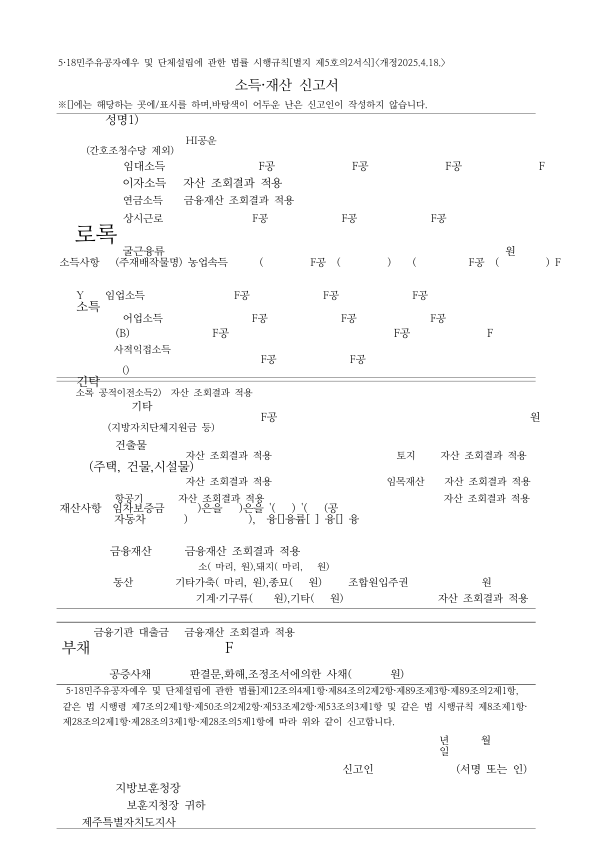 5·18민주유공자예우 및 단체설립에 관한 법률 시행규칙[별지 제5호의2서식]<개정2025.4.18.>
소득·재산 신고서
※[]에는 해당하는 곳에/표시를 하며,바탕색이 어두운 난은 신고인이 작성하지 않습니다.
성명1)
HI공운
(간호조정수당 제외)
임대소득 F공 F공 F공 F
이자소득 자산 조회결과 적용
연금소득 금융재산 조회결과 적용
상시근로 F공 F공 F공
로록
굴근융류 원
소득사항 (주재배작물명) 농업속득 ( F공 ( ) ( F공 ( ) F
Y 임업소득 F공 F공 F공
소득
어업소득 F공 F공 F공
(B) F공 F공 F
사적익접소득
F공 F공
()
긴탁
소록 공적이전소득2) 자산 조회결과 적용
기타
F공 원
(지방자치단체지원금 등)
건출물
자산 조회결과 적용 토지 자산 조회결과 적용
(주택, 건물,시설물)
자산 조회결과 적용 임목재산 자산 조회결과 적용
항공기 자산 조회결과 적용 자산 조회결과 적용
재산사항 임차보증금 )은을 )은을 '( ) '( (공
자동차 ) ), 융[]융률[ ] 융[] 융
금융재산 금융재산 조회결과 적용
소( 마리, 원),돼지( 마리, 원)
동산 기타가축( 마리, 원),종묘( 원) 조합원입주권 원
기계·기구류( 원),기타( 원) 자산 조회결과 적용
금융기관 대출금 금융재산 조회결과 적용
부채 F
공증사채 판결문,화해,조정조서에의한 사채( 원)
5·18민주유공자예우 및 단체설립에 관한 법률]제12조의4제1항·제84조의2제2항·제89조제3항·제89조의2제1항,
같은 법 시행령 제7조의2제1항·제50조의2제2항·제53조제2항·제53조의3제1항 및 같은 법 시행규칙 제8조제1항·
제28조의2제1항·제28조의3제1항·제28조의5제1항에 따라 위와 같이 신고합니다.
년 월
일
신고인 (서명 또는 인)
지방보훈청장
보훈지청장 귀하
제주특별자치도지사